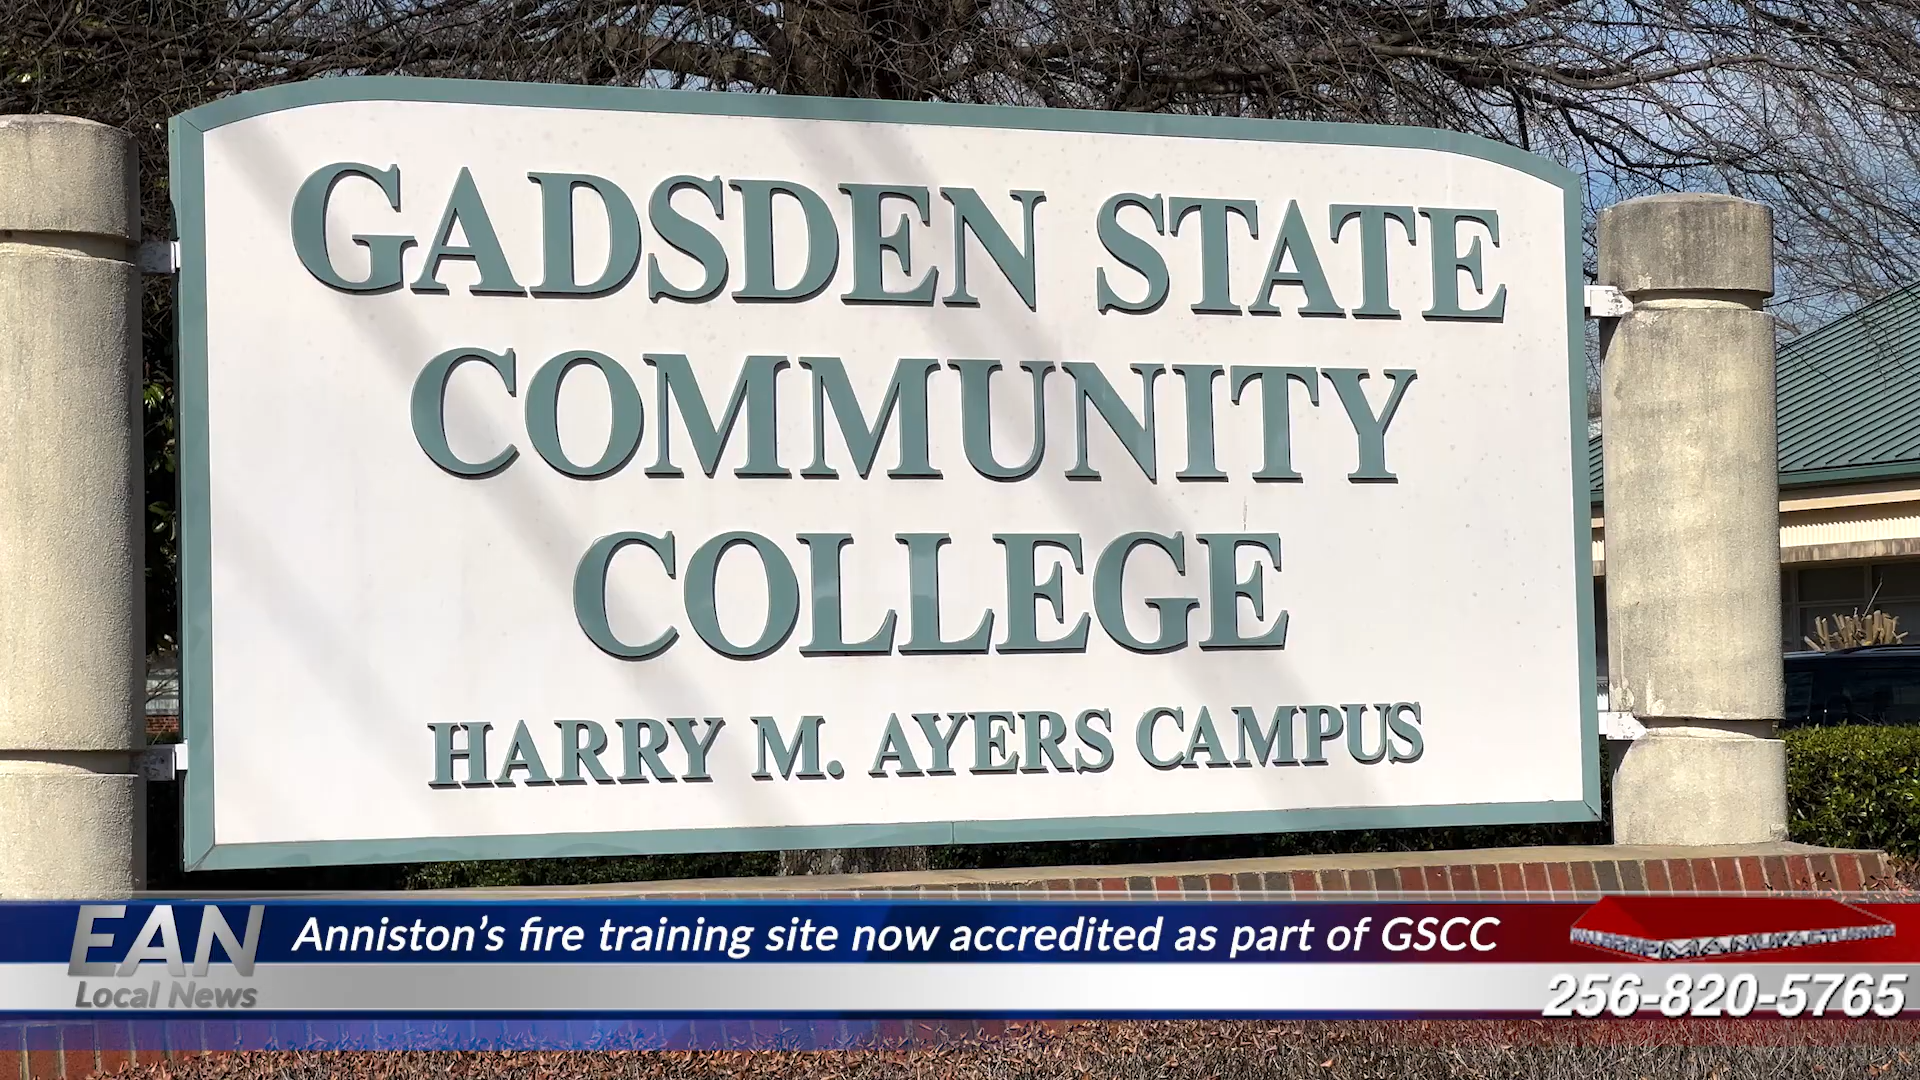 GADSDEN STATE
COMMUNITY
COLLEGE
HARRY M. AYERS CAMPUS
EAN
Local News
Anniston’s fire training site now accredited as part of GSCC
MANUFACTURING
256-820-5765